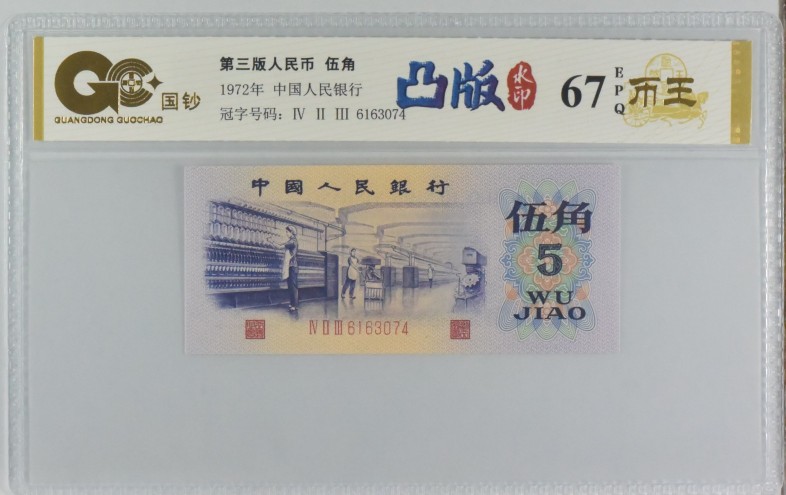 GC 国钞
GUANGDONG GUOCHAO
第三版人民币 伍角
1972年 中国人民银行
冠字号码: Ⅳ Ⅱ Ⅲ 6163074
凸版 水印
67 EPQ
币王
中國人民銀行
伍角
5
WU
JIAO
Ⅳ Ⅱ Ⅲ 6163074